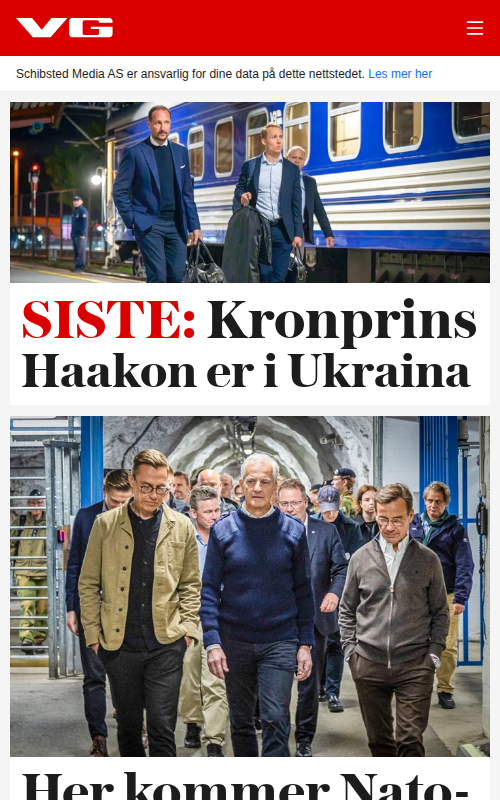 VG
Schibsted Media AS er ansvarlig for dine data på dette nettstedet. Les mer her
SISTE: Kronprins
Haakon er i Ukraina
Her kommer Nato-